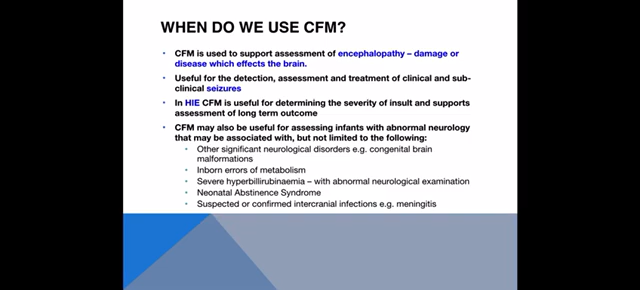 WHEN DO WE USE CFM?
• CFM is used to support assessment of encephalopathy – damage or
disease which effects the brain.
• Useful for the detection, assessment and treatment of clinical and sub-
clinical seizures
• In HIE CFM is useful for determining the severity of insult and supports
assessment of long term outcome
• CFM may also be useful for assessing infants with abnormal neurology
that may be associated with, but not limited to the following:
• Other significant neurological disorders e.g. congenital brain
malformations
• Inborn errors of metabolism
• Severe hyperbillirubinaemia – with abnormal neurological examination
• Neonatal Abstinence Syndrome
• Suspected or confirmed intercranial infections e.g. meningitis